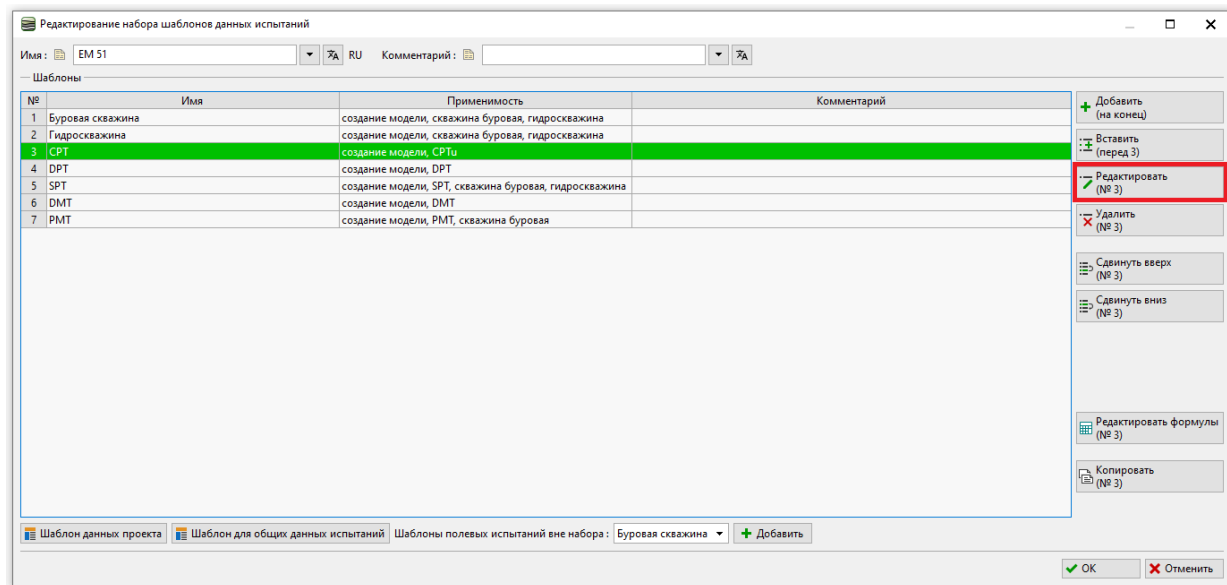 Редактирование набора шаблонов данных испытаний
Имя : EM 51 RU Комментарий :
Шаблоны
№ Имя Применимость Комментарий
1 Буровая скважина создание модели, скважина буровая, гидроскважина
2 Гидроскважина создание модели, скважина буровая, гидроскважина
3 CPT создание модели, CPTu
4 DPT создание модели, DPT
5 SPT создание модели, SPT, скважина буровая, гидроскважина
6 DMT создание модели, DMT
7 PMT создание модели, PMT, скважина буровая
Добавить
(на конец)
Вставить
(перед 3)
Редактировать
(№ 3)
Удалить
(№ 3)
Сдвинуть вверх
(№ 3)
Сдвинуть вниз
(№ 3)
Редактировать формулы
(№ 3)
Копировать
(№ 3)
Шаблон данных проекта Шаблон для общих данных испытаний Шаблоны полевых испытаний вне набора : Буровая скважина Добавить
OK Отменить